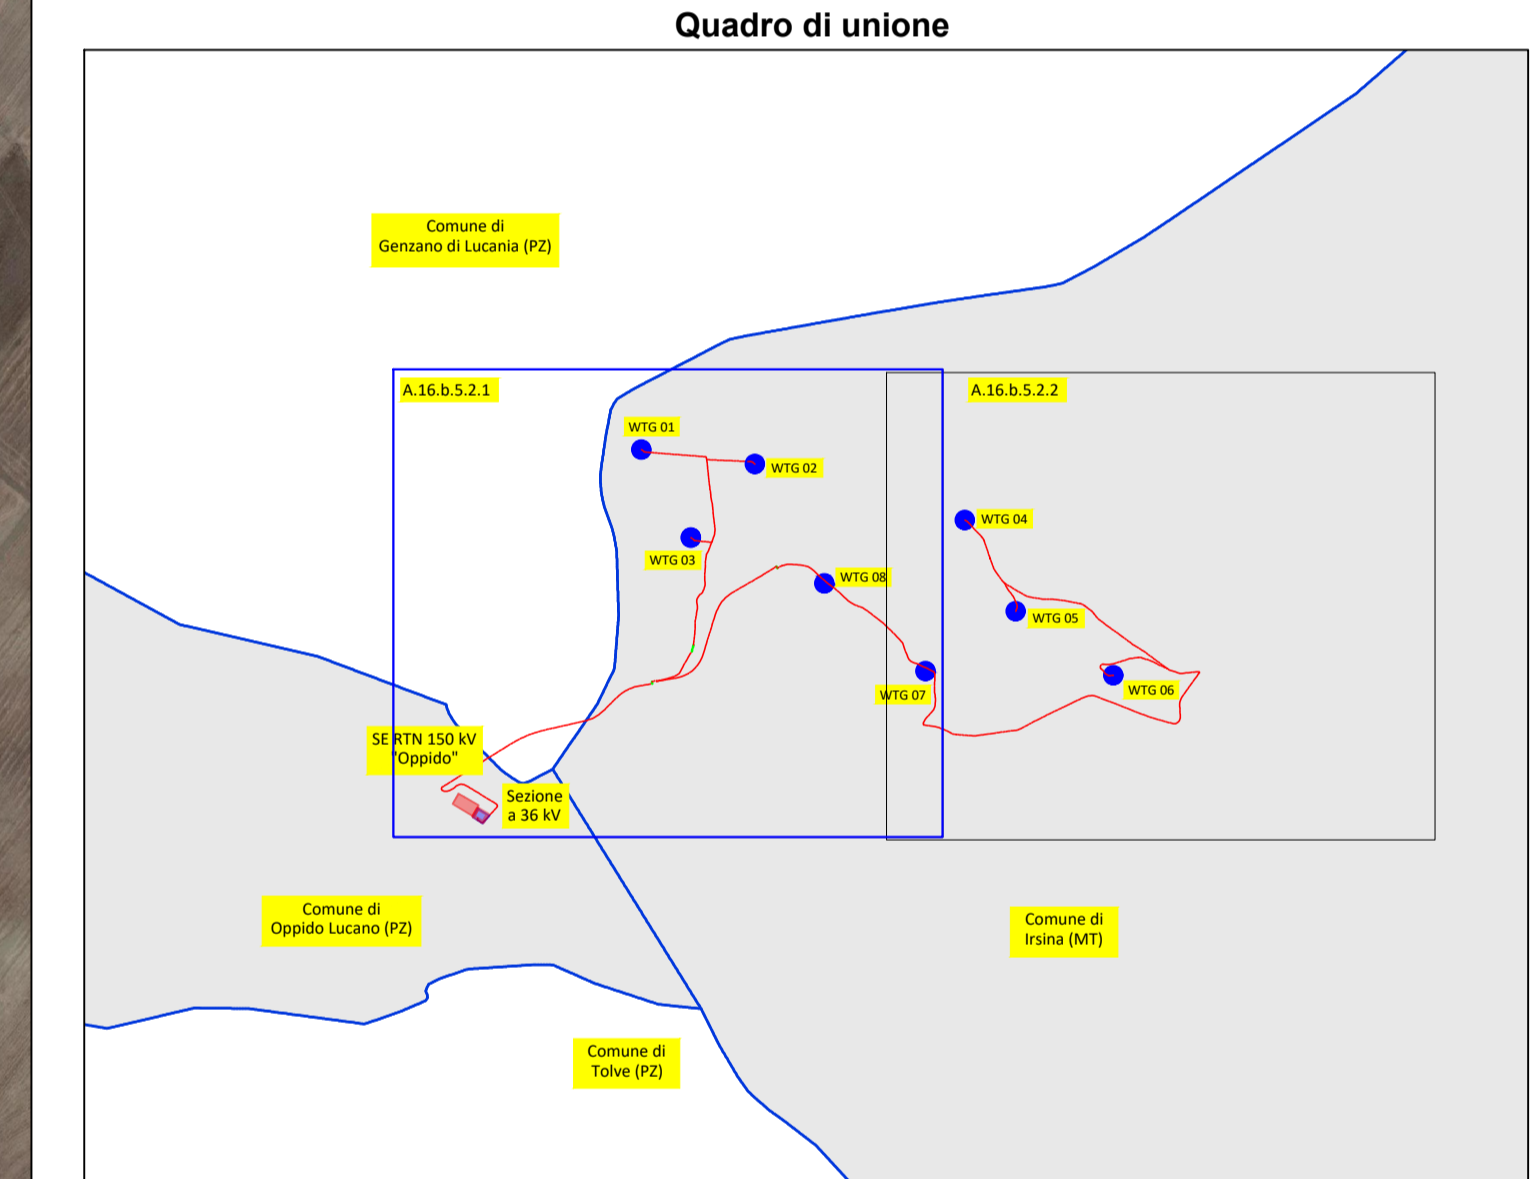 Quadro di unione
Comune di
Genzano di Lucania (PZ)
A.16.b.5.2.1
A.16.b.5.2.2
WTG 01
WTG 02
WTG 03
WTG 04
WTG 08
WTG 05
WTG 07
WTG 06
SE RTN 150 kV
"Oppido"
Sezione
a 36 kV
Comune di
Oppido Lucano (PZ)
Comune di
Irsina (MT)
Comune di
Tolve (PZ)